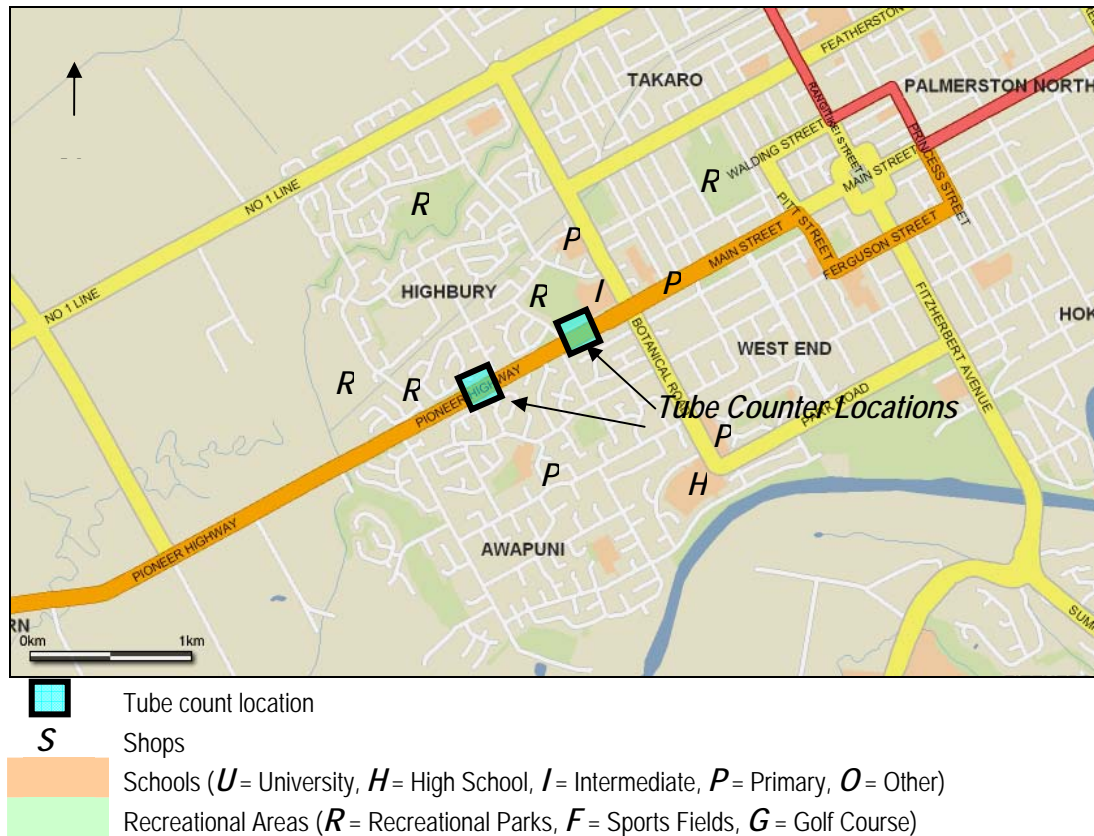 FEATHERSTON
TAKARO
PALMERSTON NORTH
RANGITIKEI STREET
WALDING STREET
PRINCESS STREET
MAIN STREET
NO 1 LINE
R
R
PITT STREET
P
MAIN STREET
FERGUSON STREET
HIGHBURY
R
I
P
FITZHERBERT AVENUE
HOK
NO 1 LINE
BOTANICAL ROAD
WEST END
R
R
PIONEER HIGHWAY
PIONEER HIGHWAY
Tube Counter Locations
PARK ROAD
P
P
H
AWAPUNI
PIONEER HIGHWAY
RN
SUMM
0km
1km
Tube count location
S Shops
Schools (U = University, H = High School, I = Intermediate, P = Primary, O = Other)
Recreational Areas (R = Recreational Parks, F = Sports Fields, G = Golf Course)